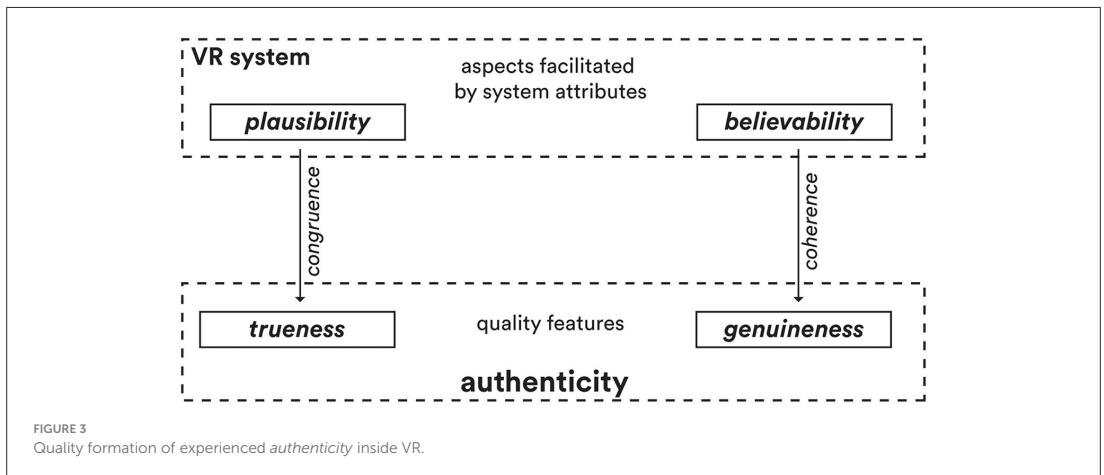 VR system
aspects facilitated
by system attributes
plausibility
believability
congruence
coherence
trueness
quality features
genuineness
authenticity
FIGURE 3
Quality formation of experienced authenticity inside VR.